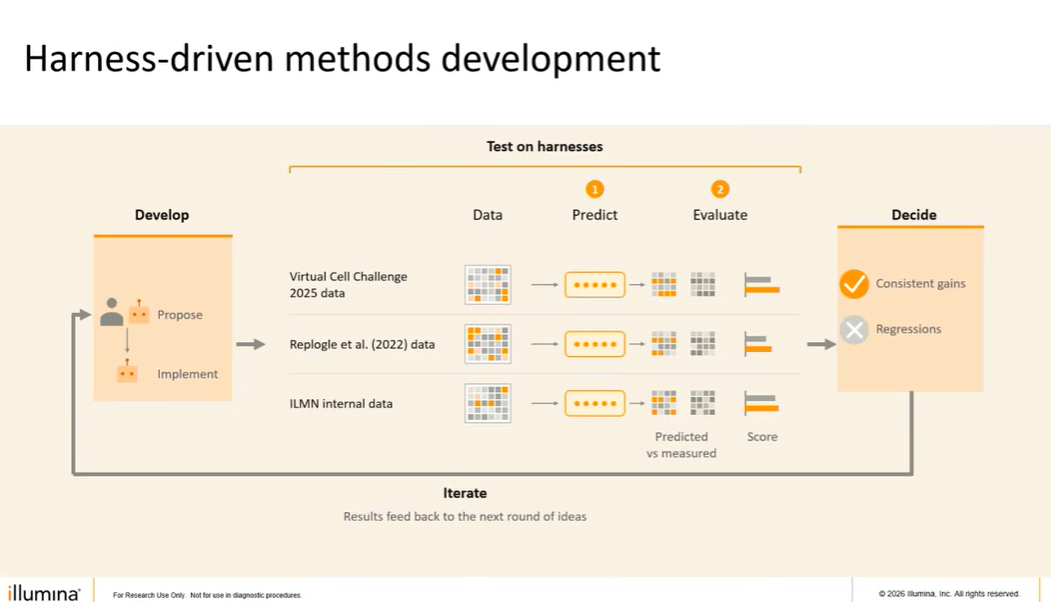 Harness-driven methods development
Test on harnesses
1
2
Develop
Data
Predict
Evaluate
Decide
Propose
Implement
Virtual Cell Challenge
2025 data
Replogle et al. (2022) data
ILMN internal data
Predicted
vs measured
Score
Consistent gains
Regressions
Iterate
Results feed back to the next round of ideas
illumina®
For Research Use Only. Not for use in diagnostic procedures.
© 2026 Illumina, Inc. All rights reserved.